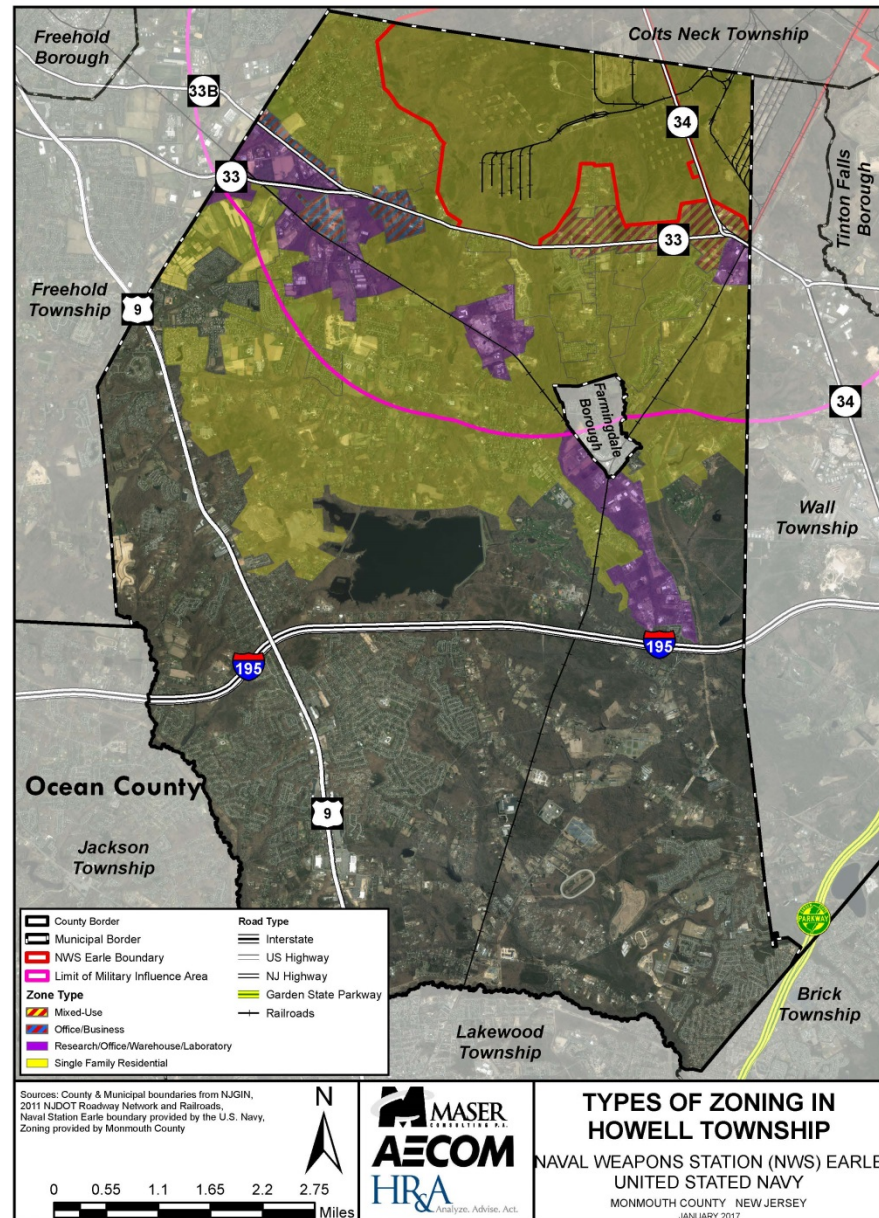 Freehold
Borough
Colts Neck Township
33B
34
33
Tinton Falls
Borough
33
Freehold
Township
9
34
Farmingdale
Borough
Wall
Township
195
195
Ocean County
9
Jackson
Township
PARKWAY
Brick
Township
Lakewood
Township
County Border
Municipal Border
NWS Earle Boundary
Limit of Military Influence Area
Zone Type
Mixed-Use
Office/Business
Research/Office/Warehouse/Laboratory
Single Family Residential
Road Type
Interstate
US Highway
NJ Highway
Garden State Parkway
Railroads
Sources: County & Municipal boundaries from NJGIN,
2011 NJDOT Roadway Network and Railroads,
Naval Station Earle boundary provided by the U.S. Navy,
Zoning provided by Monmouth County
N
0 0.55 1.1 1.65 2.2 2.75
Miles
MASER
CONSULTING P.A.
AECOM
HR&A
Analyze. Advise. Act.
TYPES OF ZONING IN
HOWELL TOWNSHIP
NAVAL WEAPONS STATION (NWS) EARLE
UNITED STATED NAVY
MONMOUTH COUNTY NEW JERSEY
JANUARY 2017